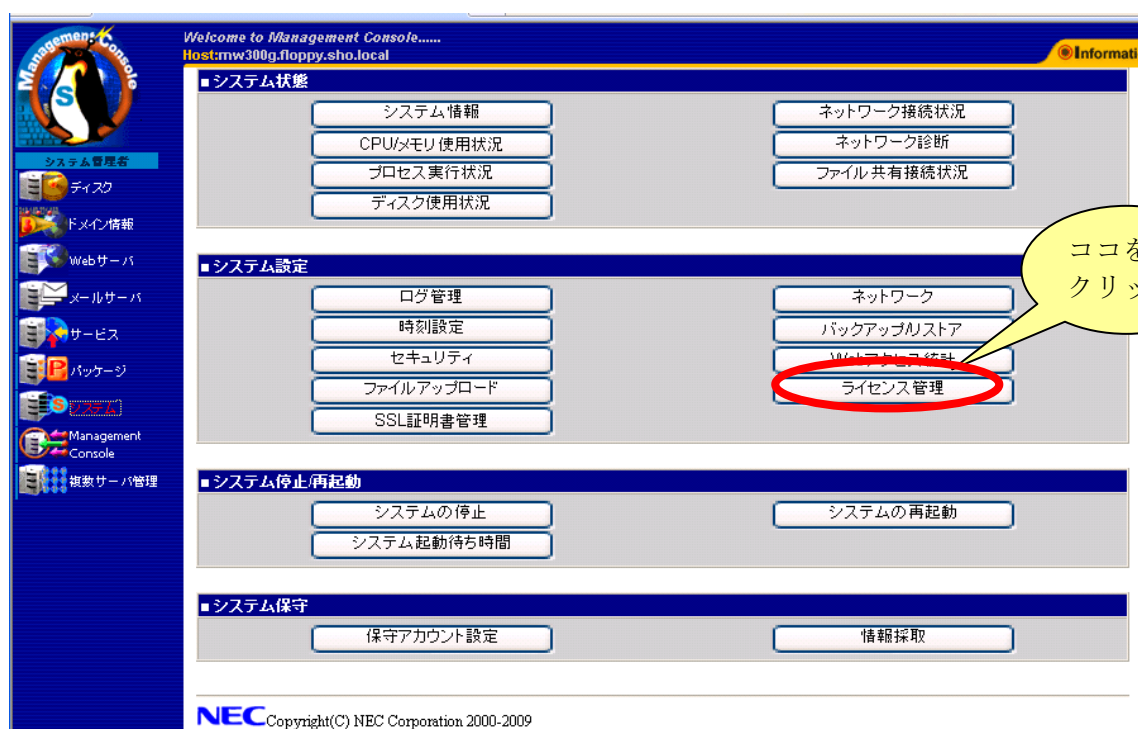 Management Console
S
Welcome to Management Console......
Host:mw300g.floppy.sho.local
Informati
システム管理者
ディスク
ドメイン情報
Webサーバ
メールサーバ
サービス
パッケージ
システム
Management
Console
複数サーバ管理
■システム状態
システム情報
ネットワーク接続状況
CPU/メモリ使用状況
ネットワーク診断
プロセス実行状況
ファイル共有接続状況
ディスク使用状況
■システム設定
ココを
クリッ
ログ管理
ネットワーク
時刻設定
バックアップ/リストア
セキュリティ
Webアクセス統計
ファイルアップロード
ライセンス管理
SSL証明書管理
■システム停止/再起動
システムの停止
システムの再起動
システム起動待ち時間
■システム保守
保守アカウント設定
情報採取
NEC Copyright(C) NEC Corporation 2000-2009